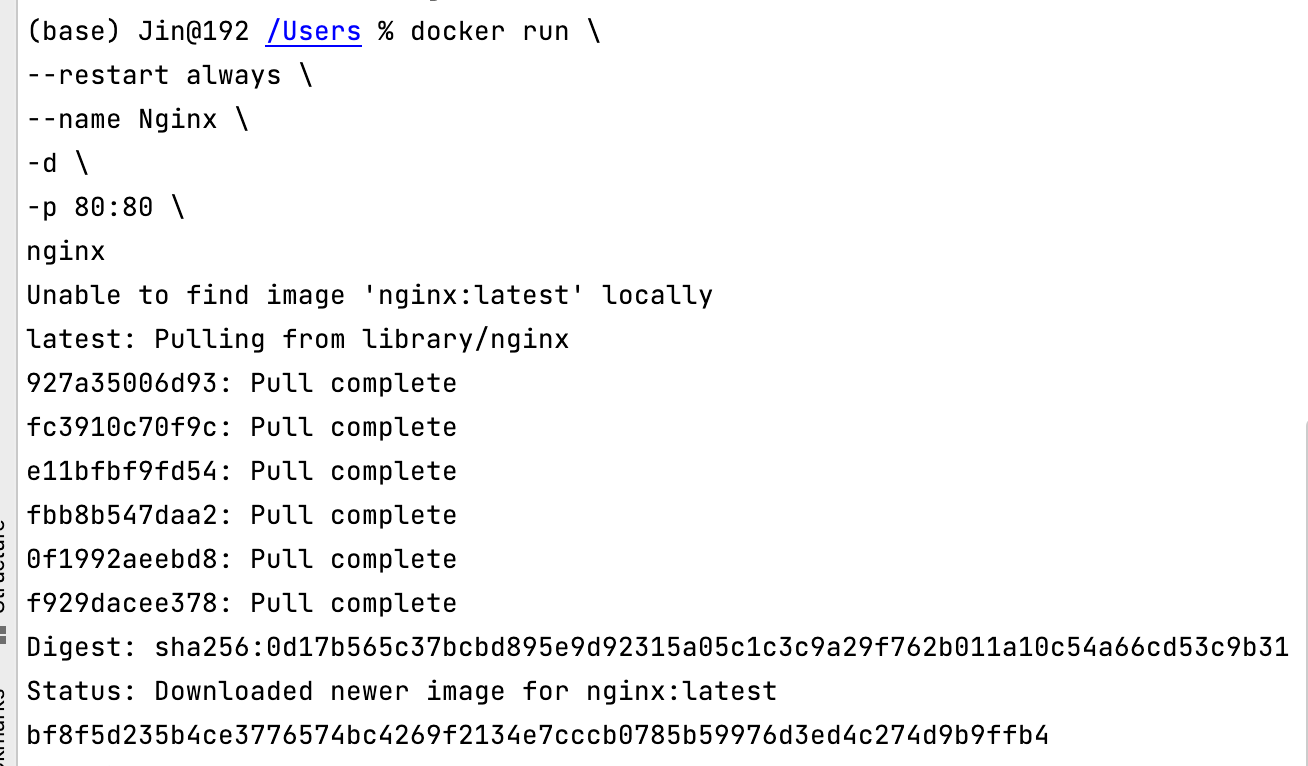 (base) Jin@192 /Users % docker run \
--restart always \
--name Nginx \
-d \
-p 80:80 \
nginx
Unable to find image 'nginx:latest' locally
latest: Pulling from library/nginx
927a35006d93: Pull complete
fc3910c70f9c: Pull complete
e11bfbf9fd54: Pull complete
fbb8b547daa2: Pull complete
0f1992aeebd8: Pull complete
f929dacee378: Pull complete
Digest: sha256:0d17b565c37bcbd895e9d92315a05c1c3c9a29f762b011a10c54a66cd53c9b31
Status: Downloaded newer image for nginx:latest
bf8f5d235b4ce3776574bc4269f2134e7cccb0785b59976d3ed4c274d9b9ffb4